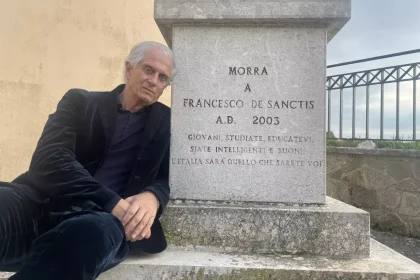 MORRA
A
FRANCESCO DE SANCTIS
A.D. 2003
GIOVANI, STUDIATE, EDUCATEVI,
SIATE INTELLIGENTI E BUONI.
L'ITALIA SARÀ QUELLO CHE SARETE VOI